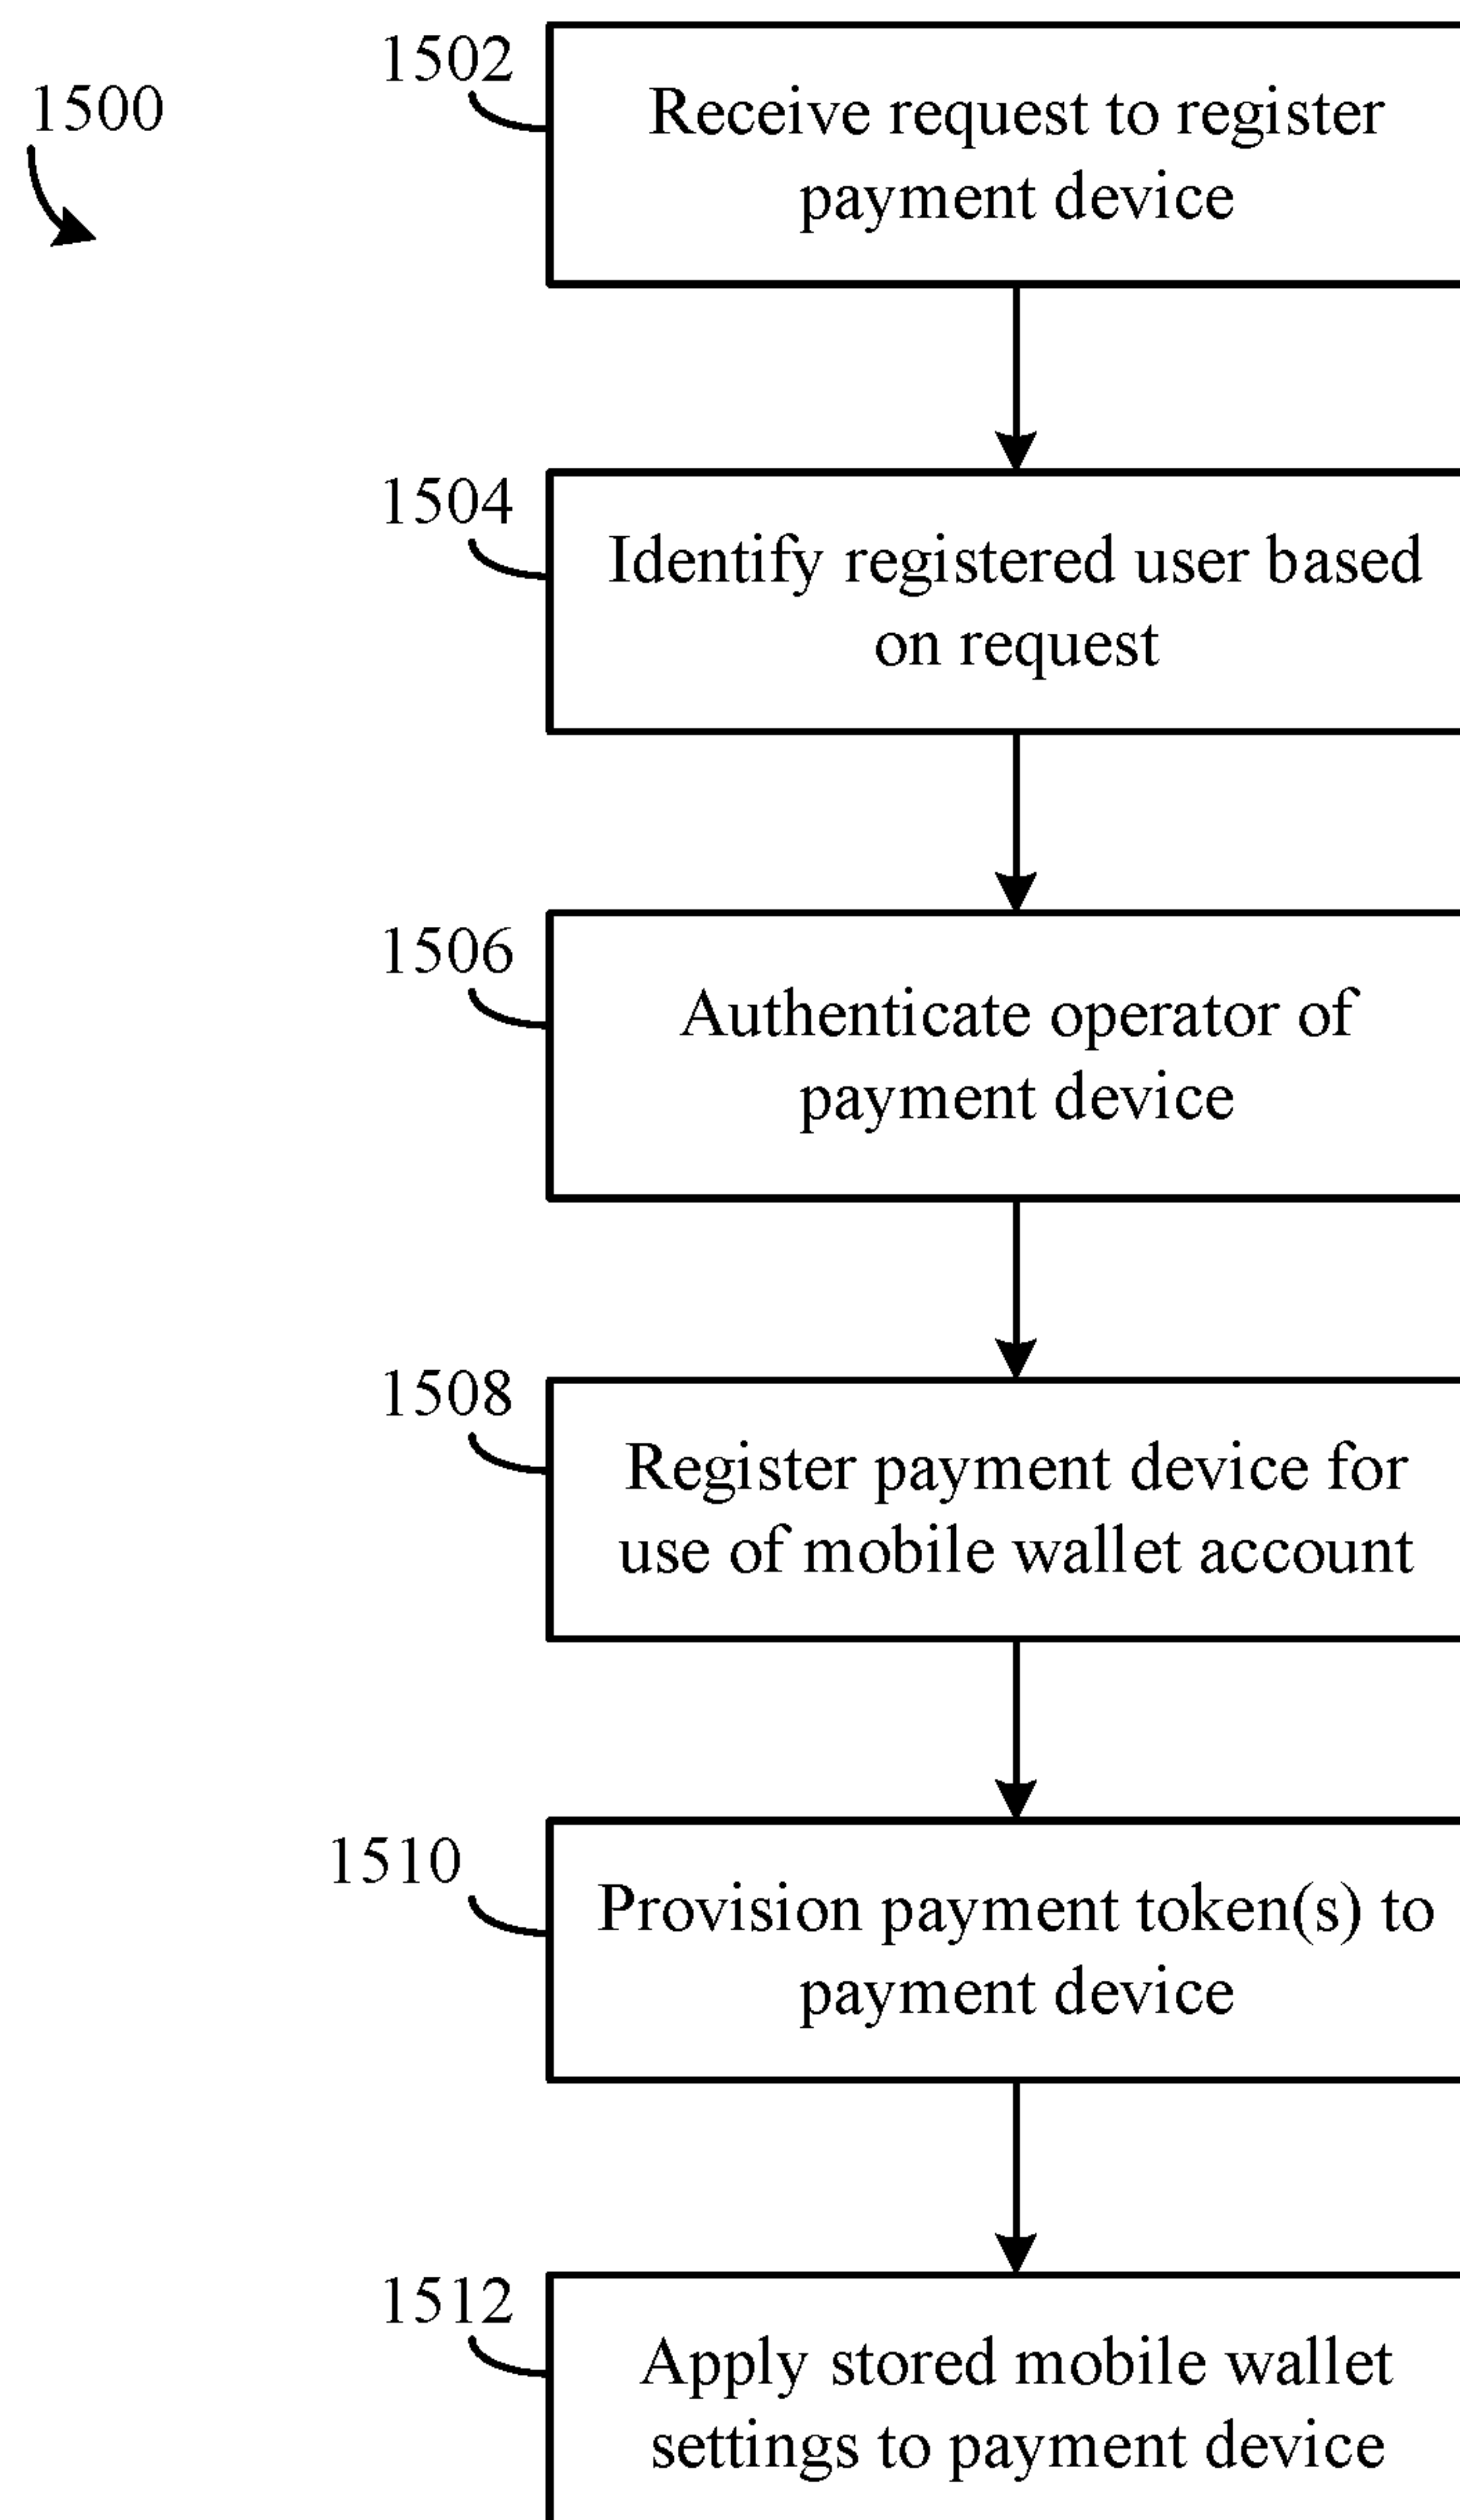 1500
1502
Receive request to register
payment device
1504
Identify registered user based
on request
1506
Authenticate operator of
payment device
1508
Register payment device for
use of mobile wallet account
1510
Provision payment token(s) to
payment device
1512
Apply stored mobile wallet
settings to payment device